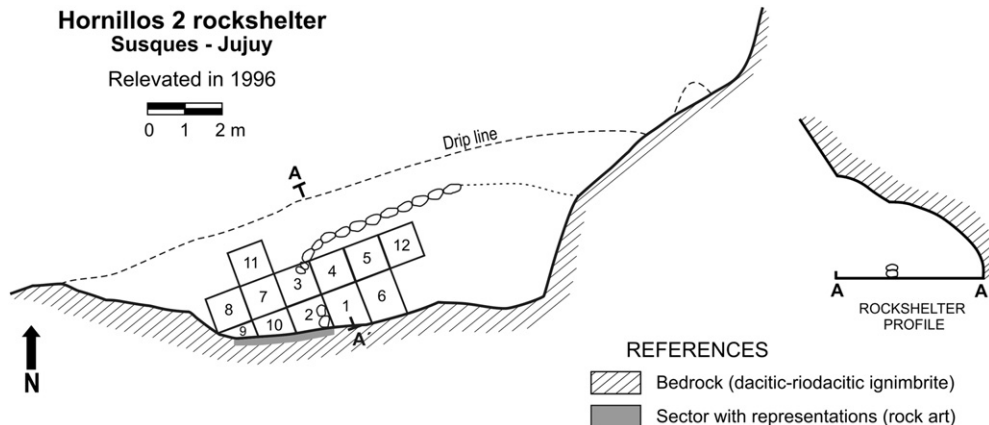 Hornillos 2 rockshelter
Susques - Jujuy
Relevated in 1996
0 1 2 m
Drip line
A
11
12
5
4
3
7
8
6
1
2
10
9
A´
N
A A
ROCKSHELTER
PROFILE
REFERENCES
Bedrock (dacitic-riodacitic ignimbrite)
Sector with representations (rock art)